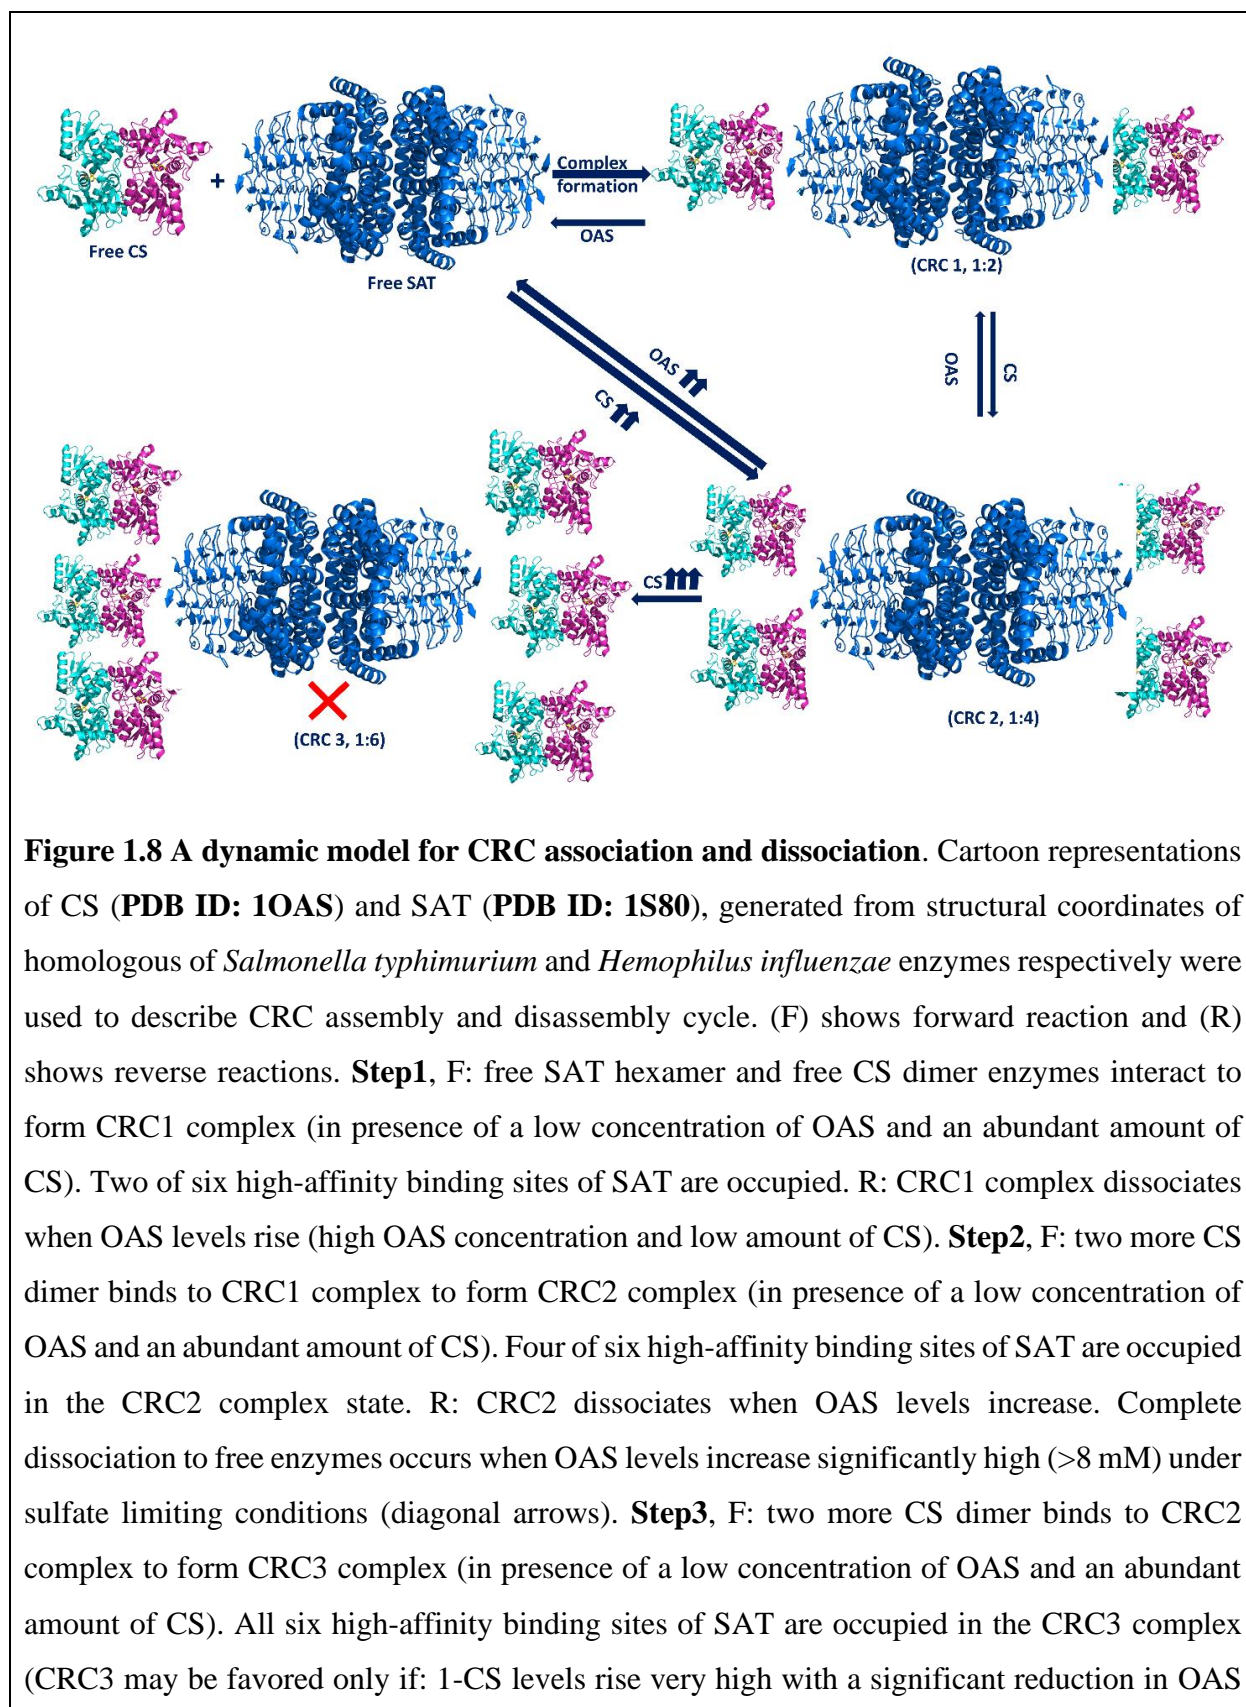 Free CS
+
Free SAT
Complex
formation
OAS
(CRC 1, 1:2)
OAS
CS
OAS
CS
CS
(CRC 3, 1:6)
(CRC 2, 1:4)
Figure 1.8 A dynamic model for CRC association and dissociation. Cartoon representations
of CS (PDB ID: 1OAS) and SAT (PDB ID: 1S80), generated from structural coordinates of
homologous of Salmonella typhimurium and Hemophilus influenzae enzymes respectively were
used to describe CRC assembly and disassembly cycle. (F) shows forward reaction and (R)
shows reverse reactions. Step1, F: free SAT hexamer and free CS dimer enzymes interact to
form CRC1 complex (in presence of a low concentration of OAS and an abundant amount of
CS). Two of six high-affinity binding sites of SAT are occupied. R: CRC1 complex dissociates
when OAS levels rise (high OAS concentration and low amount of CS). Step2, F: two more CS
dimer binds to CRC1 complex to form CRC2 complex (in presence of a low concentration of
OAS and an abundant amount of CS). Four of six high-affinity binding sites of SAT are occupied
in the CRC2 complex state. R: CRC2 dissociates when OAS levels increase. Complete
dissociation to free enzymes occurs when OAS levels increase significantly high (>8 mM) under
sulfate limiting conditions (diagonal arrows). Step3, F: two more CS dimer binds to CRC2
complex to form CRC3 complex (in presence of a low concentration of OAS and an abundant
amount of CS). All six high-affinity binding sites of SAT are occupied in the CRC3 complex
(CRC3 may be favored only if: 1-CS levels rise very high with a significant reduction in OAS